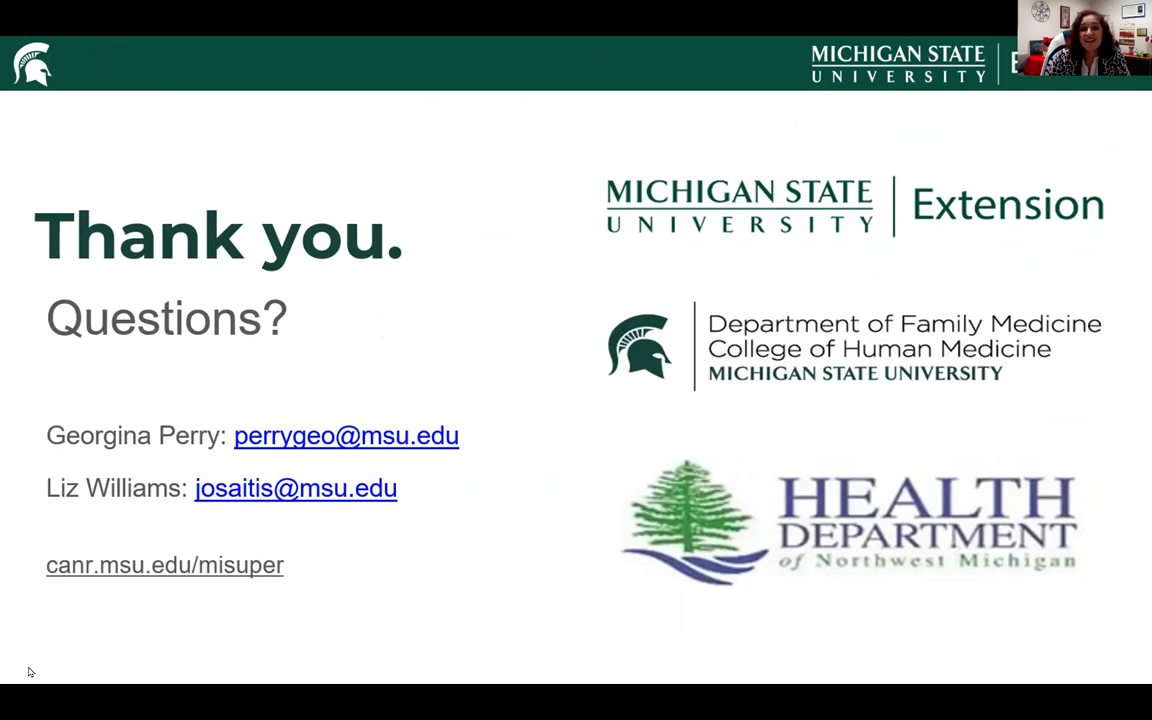 MICHIGAN STATE
UNIVERSITY
Thank you.
Questions?
Georgina Perry: perrygeo@msu.edu
Liz Williams: josaitis@msu.edu
canr.msu.edu/misuper
MICHIGAN STATE
UNIVERSITY
Extension
Department of Family Medicine
College of Human Medicine
MICHIGAN STATE UNIVERSITY
HEALTH
DEPARTMENT
of Northwest Michigan